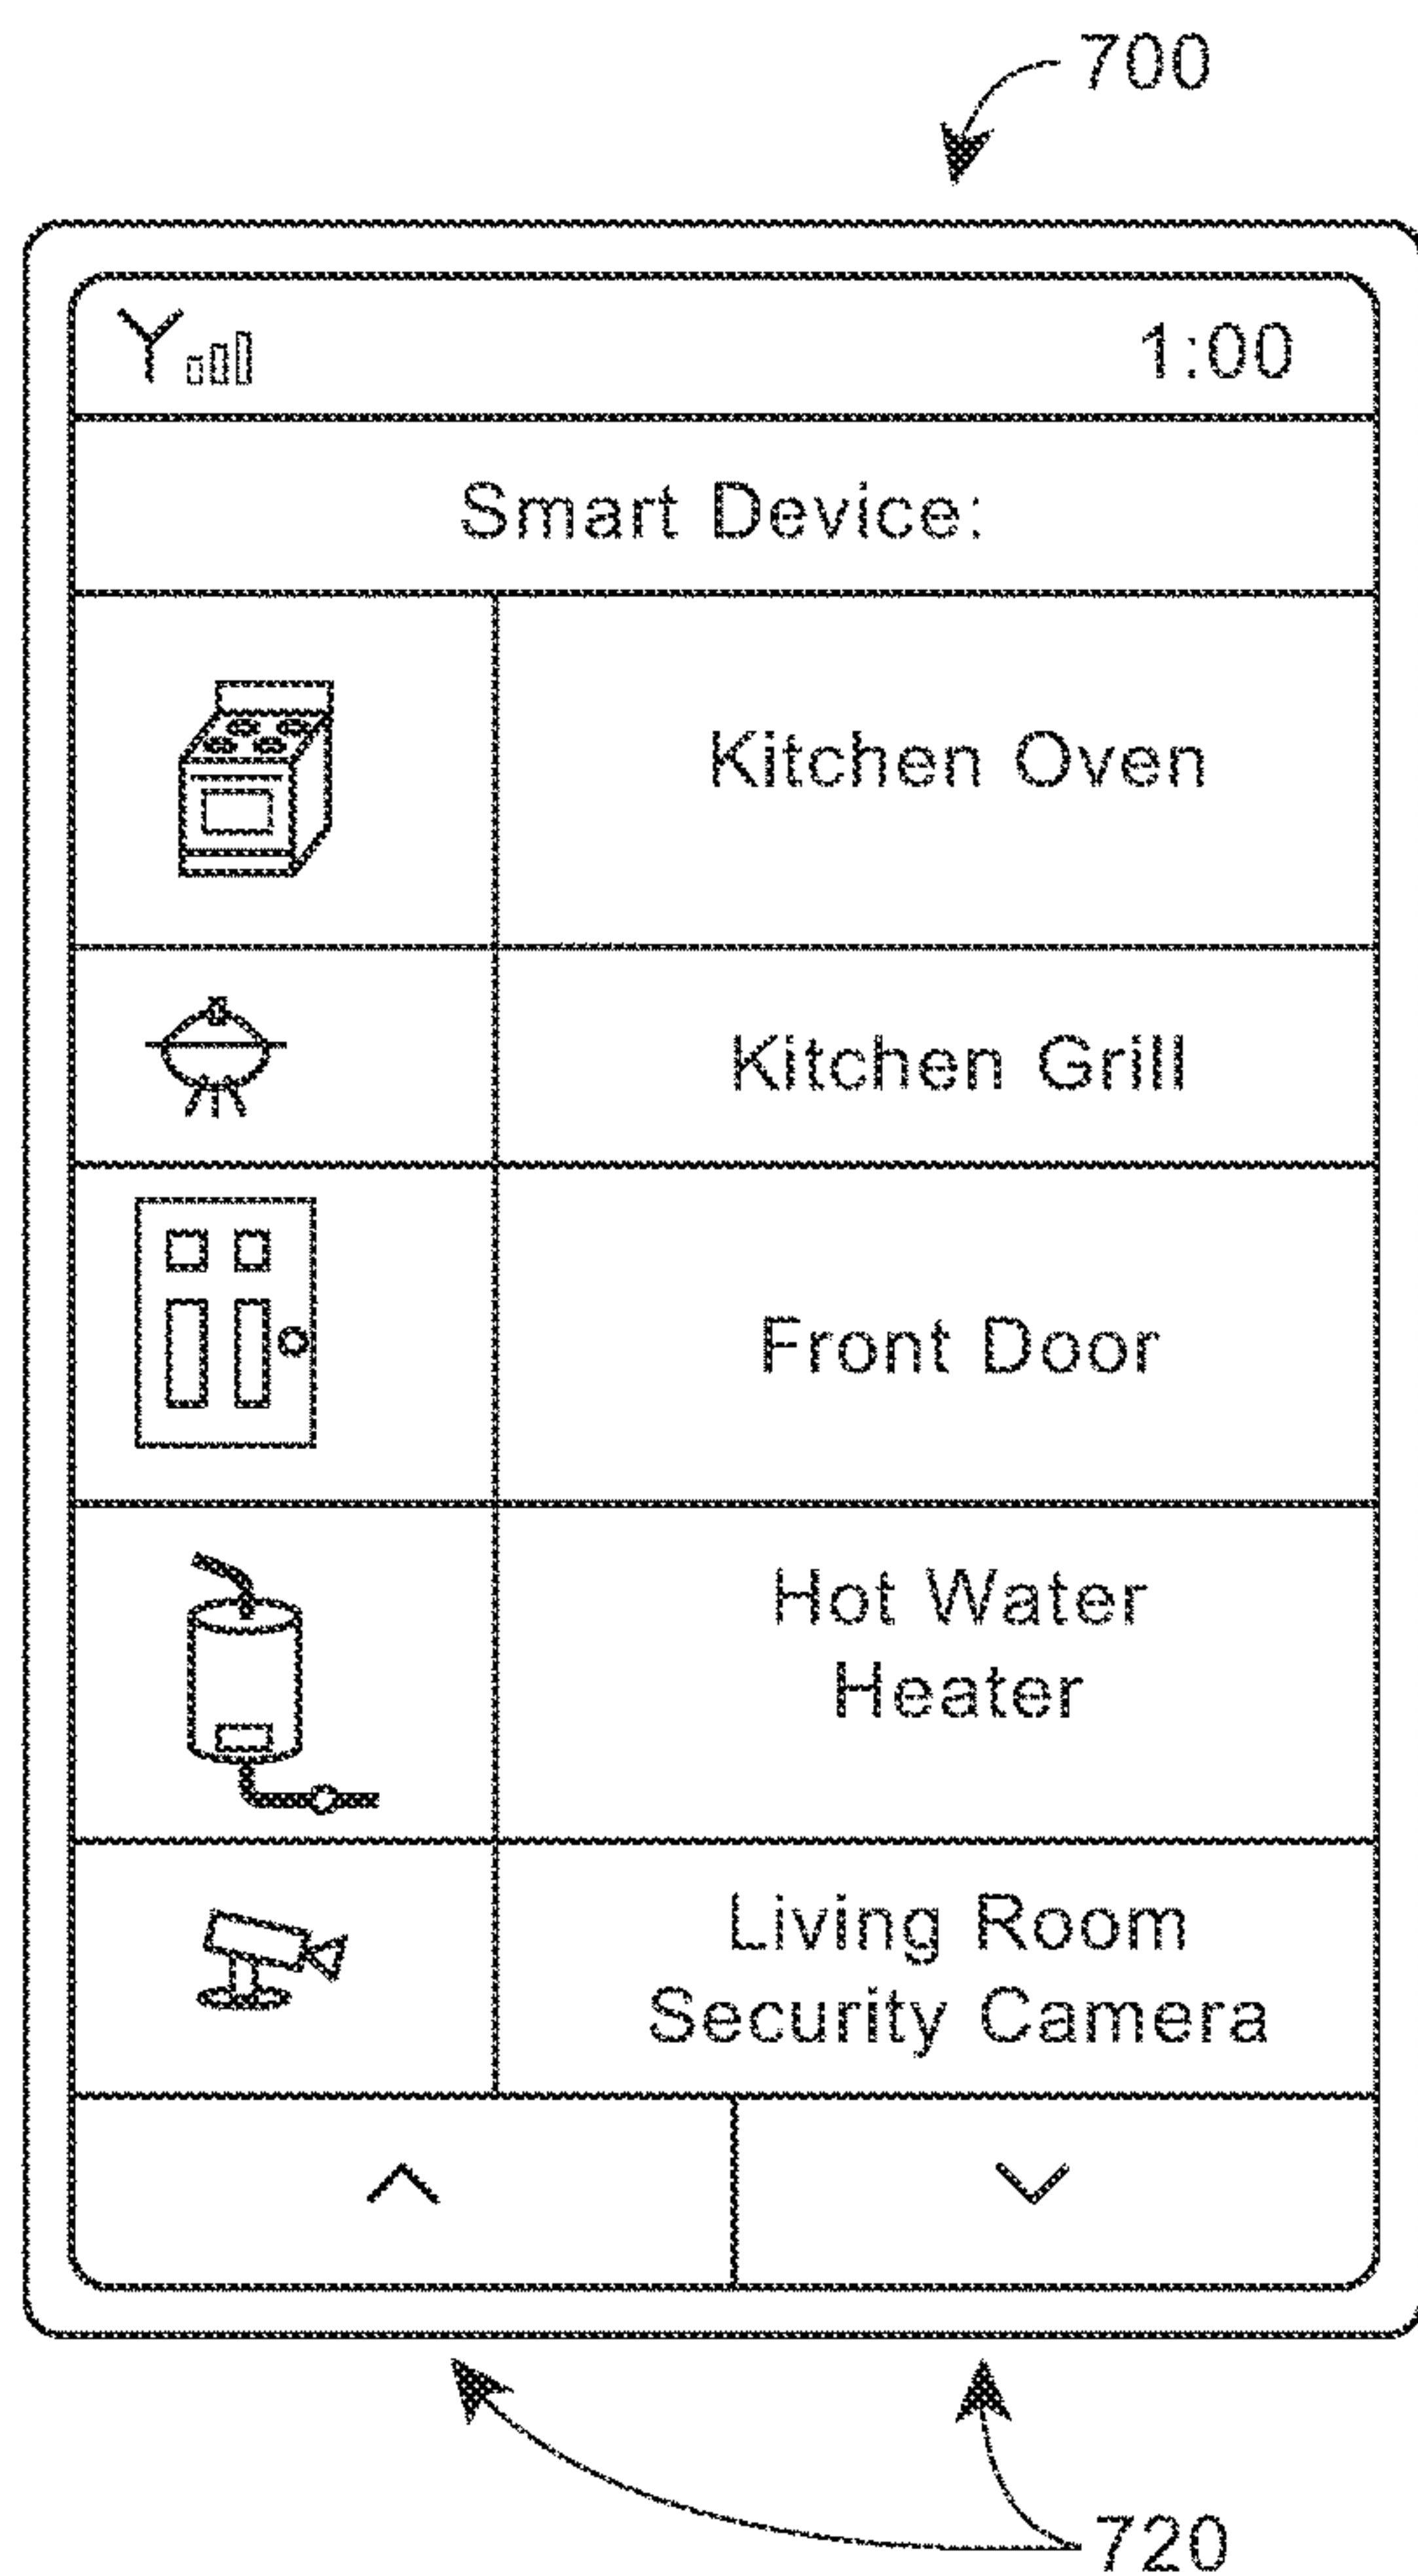 700
1:00
Smart Device:
Kitchen Oven
Kitchen Grill
Front Door
Hot Water
Heater
Living Room
Security Camera
720